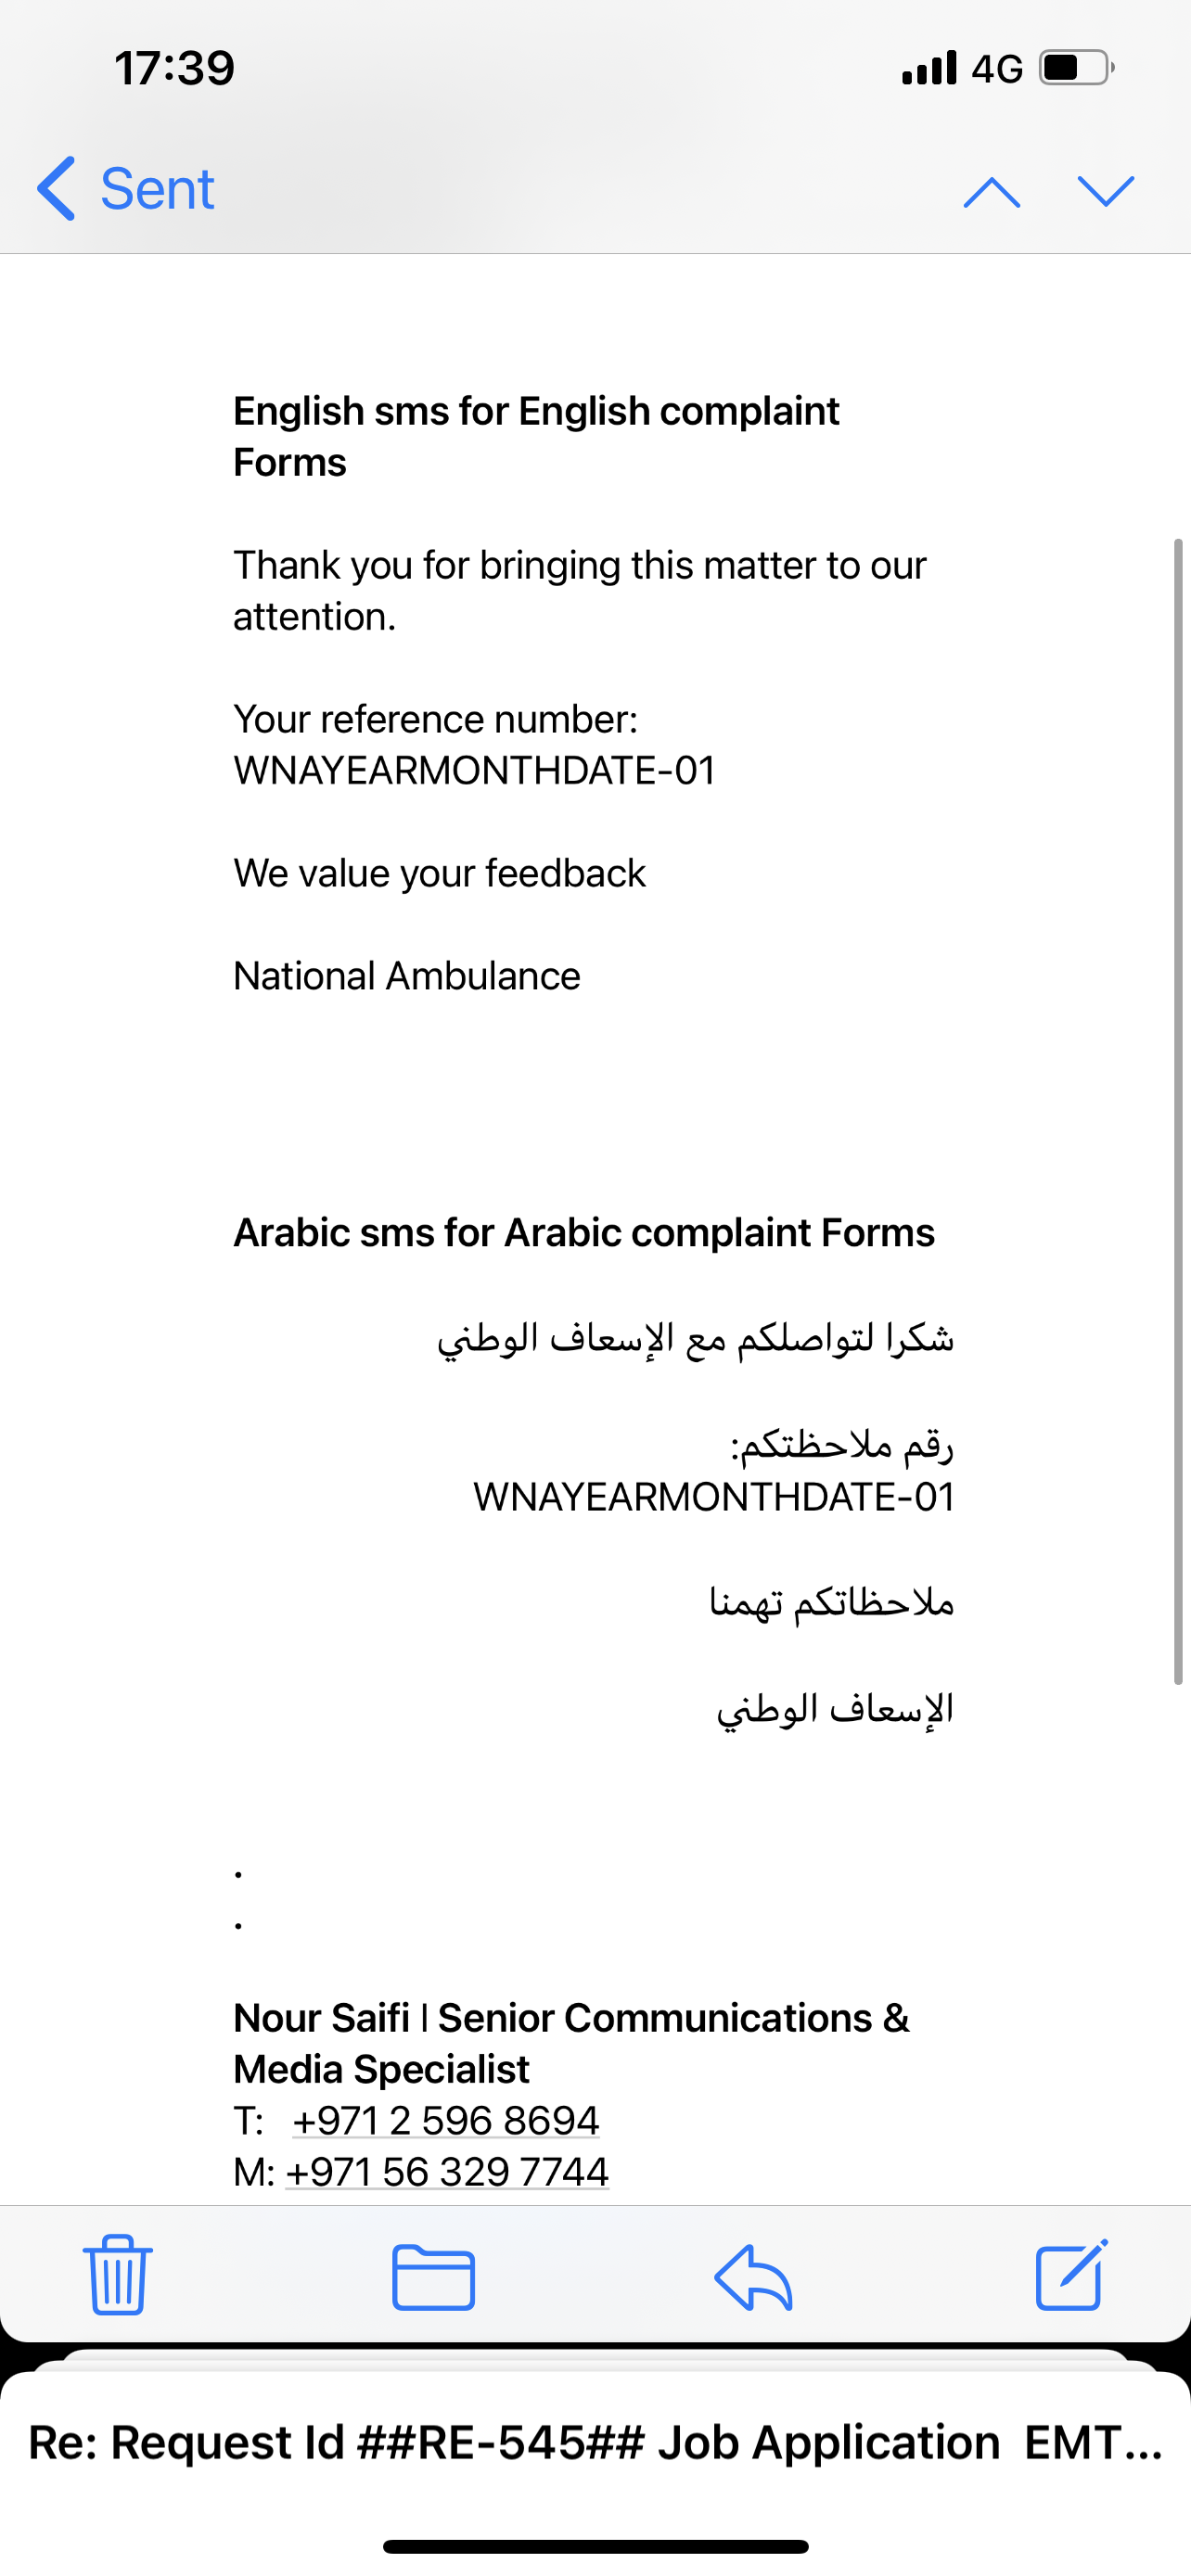 17:39
4G
Sent
English sms for English complaint
Forms
Thank you for bringing this matter to our
attention.
Your reference number:
WNAYEARMONTHDATE-01
We value your feedback
National Ambulance
Arabic sms for Arabic complaint Forms
شكرا لتواصلكم مع الإسعاف الوطني
رقم ملاحظتكم:
WNAYEARMONTHDATE-01
ملاحظاتكم تهمنا
الإسعاف الوطني
.
.
Nour Saifi | Senior Communications &
Media Specialist
T: +971 2 596 8694
M: +971 56 329 7744
Re: Request Id ##RE-545## Job Application EMT...